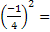 (-1/4)² =